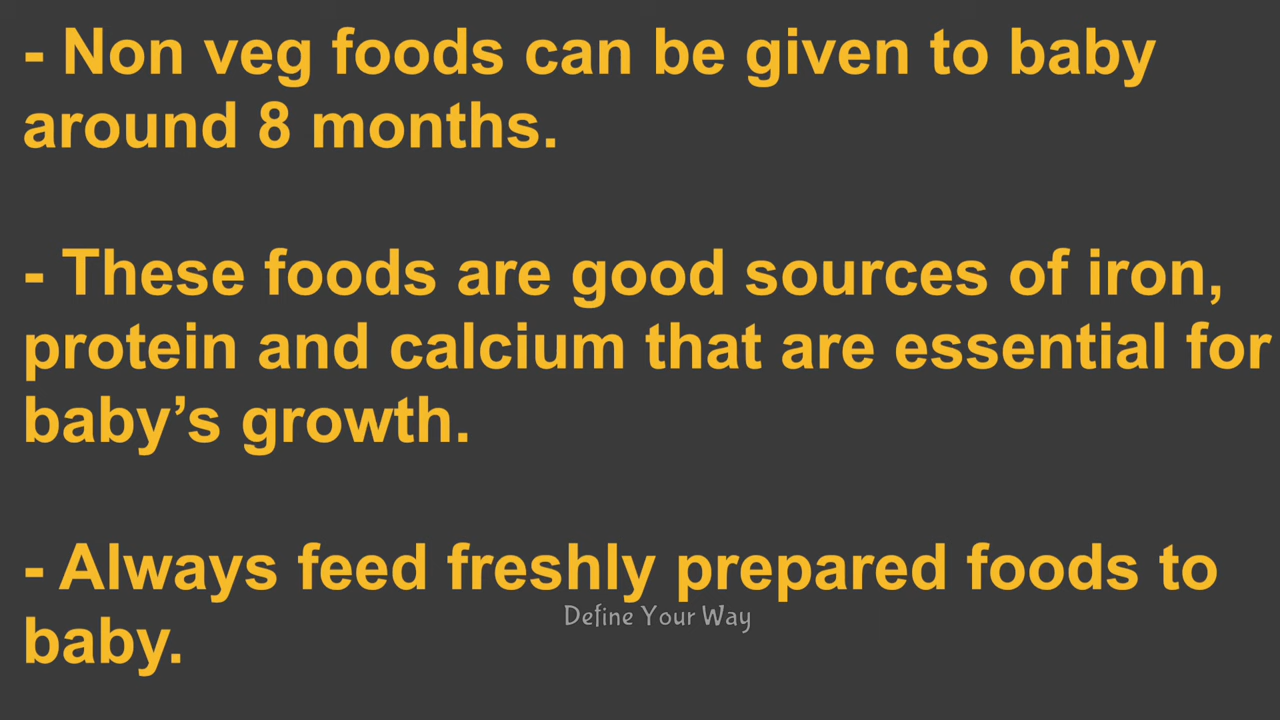 - Non veg foods can be given to baby
around 8 months.
- These foods are good sources of iron,
protein and calcium that are essential for
baby’s growth.
- Always feed freshly prepared foods to
Define Your Way
baby.